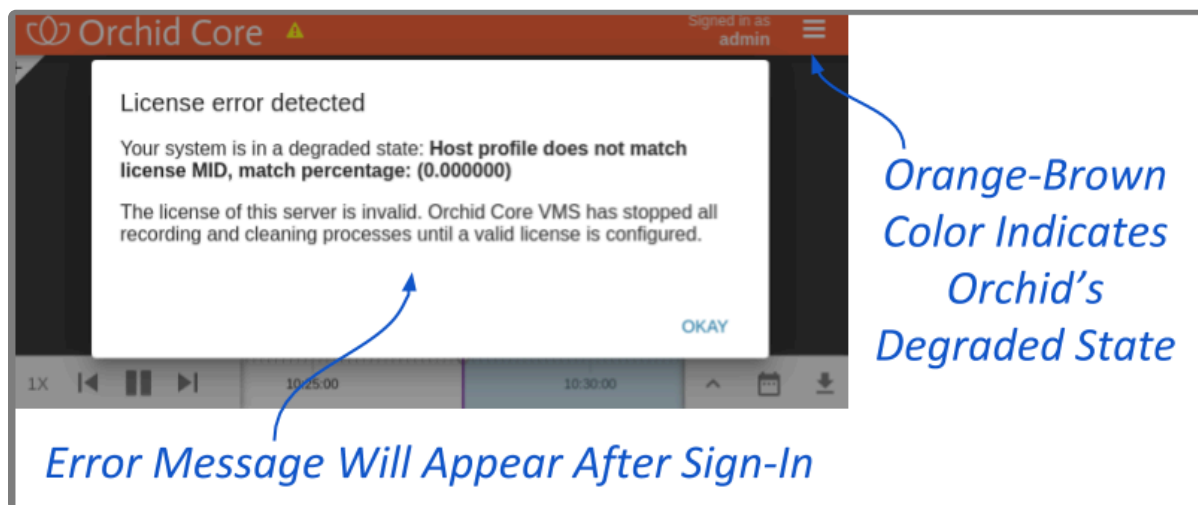 Orchid Core
Signed in as
admin
License error detected
Your system is in a degraded state: Host profile does not match
license MID, match percentage: (0.000000)
The license of this server is invalid. Orchid Core VMS has stopped all
recording and cleaning processes until a valid license is configured.
OKAY
1X
10:25:00
10:30:00
Orange-Brown
Color Indicates
Orchid's
Degraded State
Error Message Will Appear After Sign-In